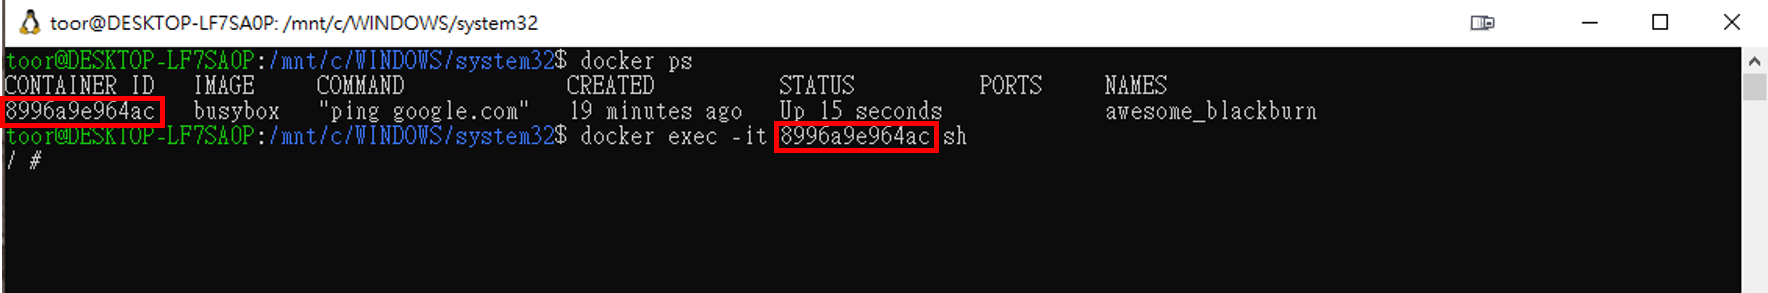 toor@DESKTOP-LF7SA0P: /mnt/c/WINDOWS/system32
toor@DESKTOP-LF7SA0P:/mnt/c/WINDOWS/system32$ docker ps
CONTAINER ID   IMAGE     COMMAND             CREATED          STATUS          PORTS     NAMES
8996a9e964ac   busybox   "ping google.com"   19 minutes ago   Up 15 seconds             awesome_blackburn
toor@DESKTOP-LF7SA0P:/mnt/c/WINDOWS/system32$ docker exec -it 8996a9e964ac sh
/ #